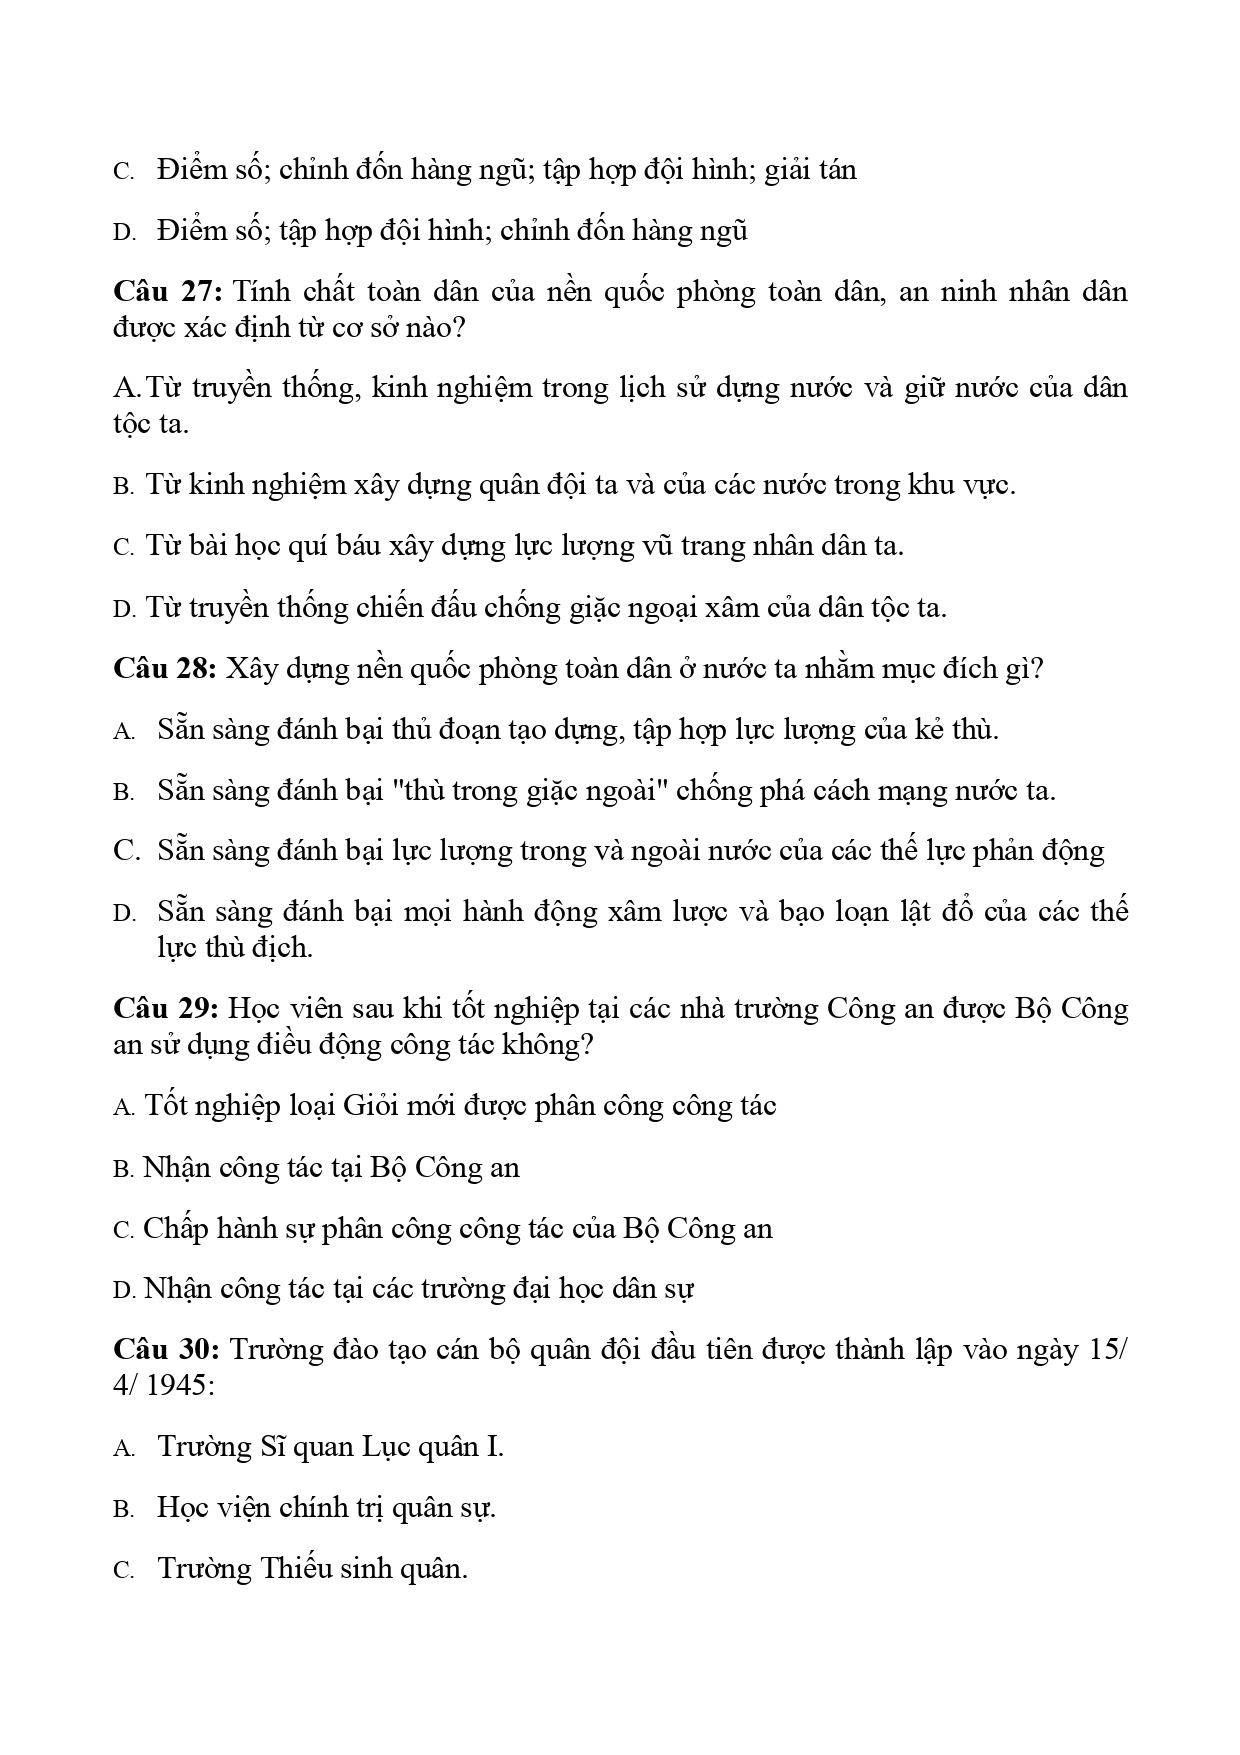 C. Điểm số; chỉnh đốn hàng ngũ; tập hợp đội hình; giải tán
D. Điểm số; tập hợp đội hình; chỉnh đốn hàng ngũ
Câu 27: Tính chất toàn dân của nền quốc phòng toàn dân, an ninh nhân dân
được xác định từ cơ sở nào?
A.Từ truyền thống, kinh nghiệm trong lịch sử dựng nước và giữ nước của dân
tộc ta.
B. Từ kinh nghiệm xây dựng quân đội ta và của các nước trong khu vực.
C. Từ bài học quí báu xây dựng lực lượng vũ trang nhân dân ta.
D. Từ truyền thống chiến đấu chống giặc ngoại xâm của dân tộc ta.
Câu 28: Xây dựng nền quốc phòng toàn dân ở nước ta nhằm mục đích gì?
A. Sẵn sàng đánh bại thủ đoạn tạo dựng, tập hợp lực lượng của kẻ thù.
B. Sẵn sàng đánh bại "thù trong giặc ngoài" chống phá cách mạng nước ta.
C. Sẵn sàng đánh bại lực lượng trong và ngoài nước của các thế lực phản động
D. Sẵn sàng đánh bại mọi hành động xâm lược và bạo loạn lật đổ của các thế
lực thù địch.
Câu 29: Học viên sau khi tốt nghiệp tại các nhà trường Công an được Bộ Công
an sử dụng điều động công tác không?
A. Tốt nghiệp loại Giỏi mới được phân công công tác
B. Nhận công tác tại Bộ Công an
C. Chấp hành sự phân công công tác của Bộ Công an
D. Nhận công tác tại các trường đại học dân sự
Câu 30: Trường đào tạo cán bộ quân đội đầu tiên được thành lập vào ngày 15/
4/ 1945:
A. Trường Sĩ quan Lục quân I.
B. Học viện chính trị quân sự.
C. Trường Thiếu sinh quân.